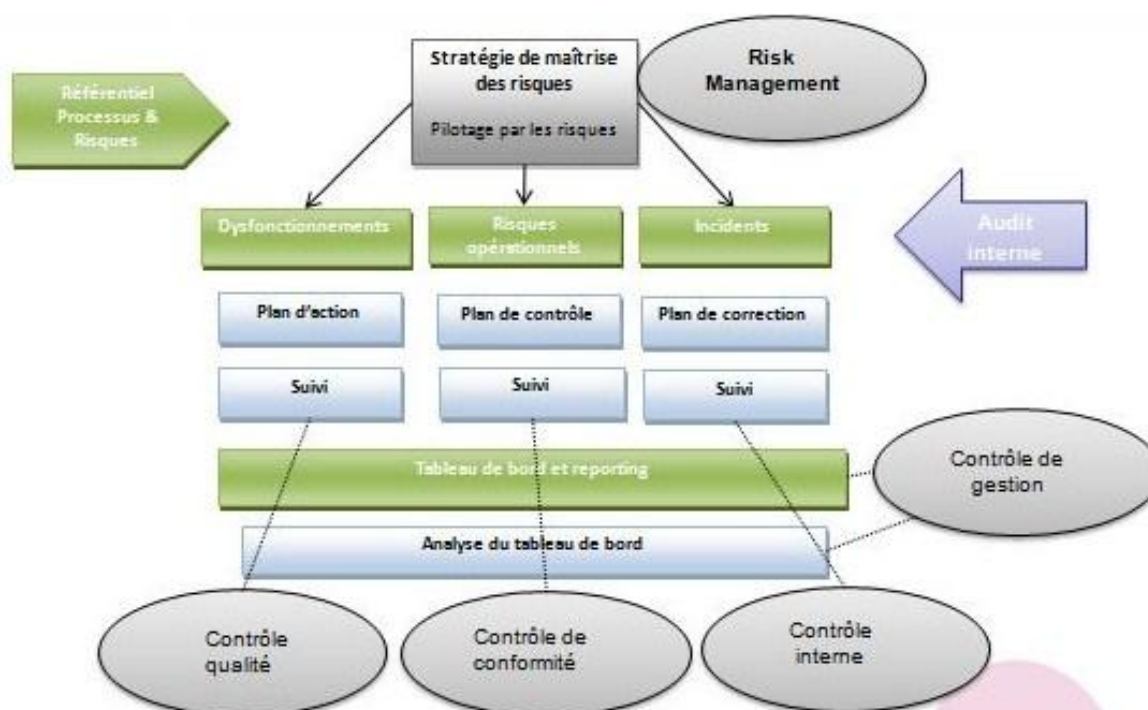 Stratégie de maîtrise
des risques
Pilotage par les risques
Risk
Management
Référentiel
Processus &
Risques
Dysfonctionnements
Risques
opérationnels
Incidents
Audit
interne
Plan d'action
Plan de contrôle
Plan de correction
Suivi
Suivi
Suivi
Tableau de bord et reporting
Contrôle de
gestion
Analyse du tableau de bord
Contrôle
qualité
Contrôle de
conformité
Contrôle
interne